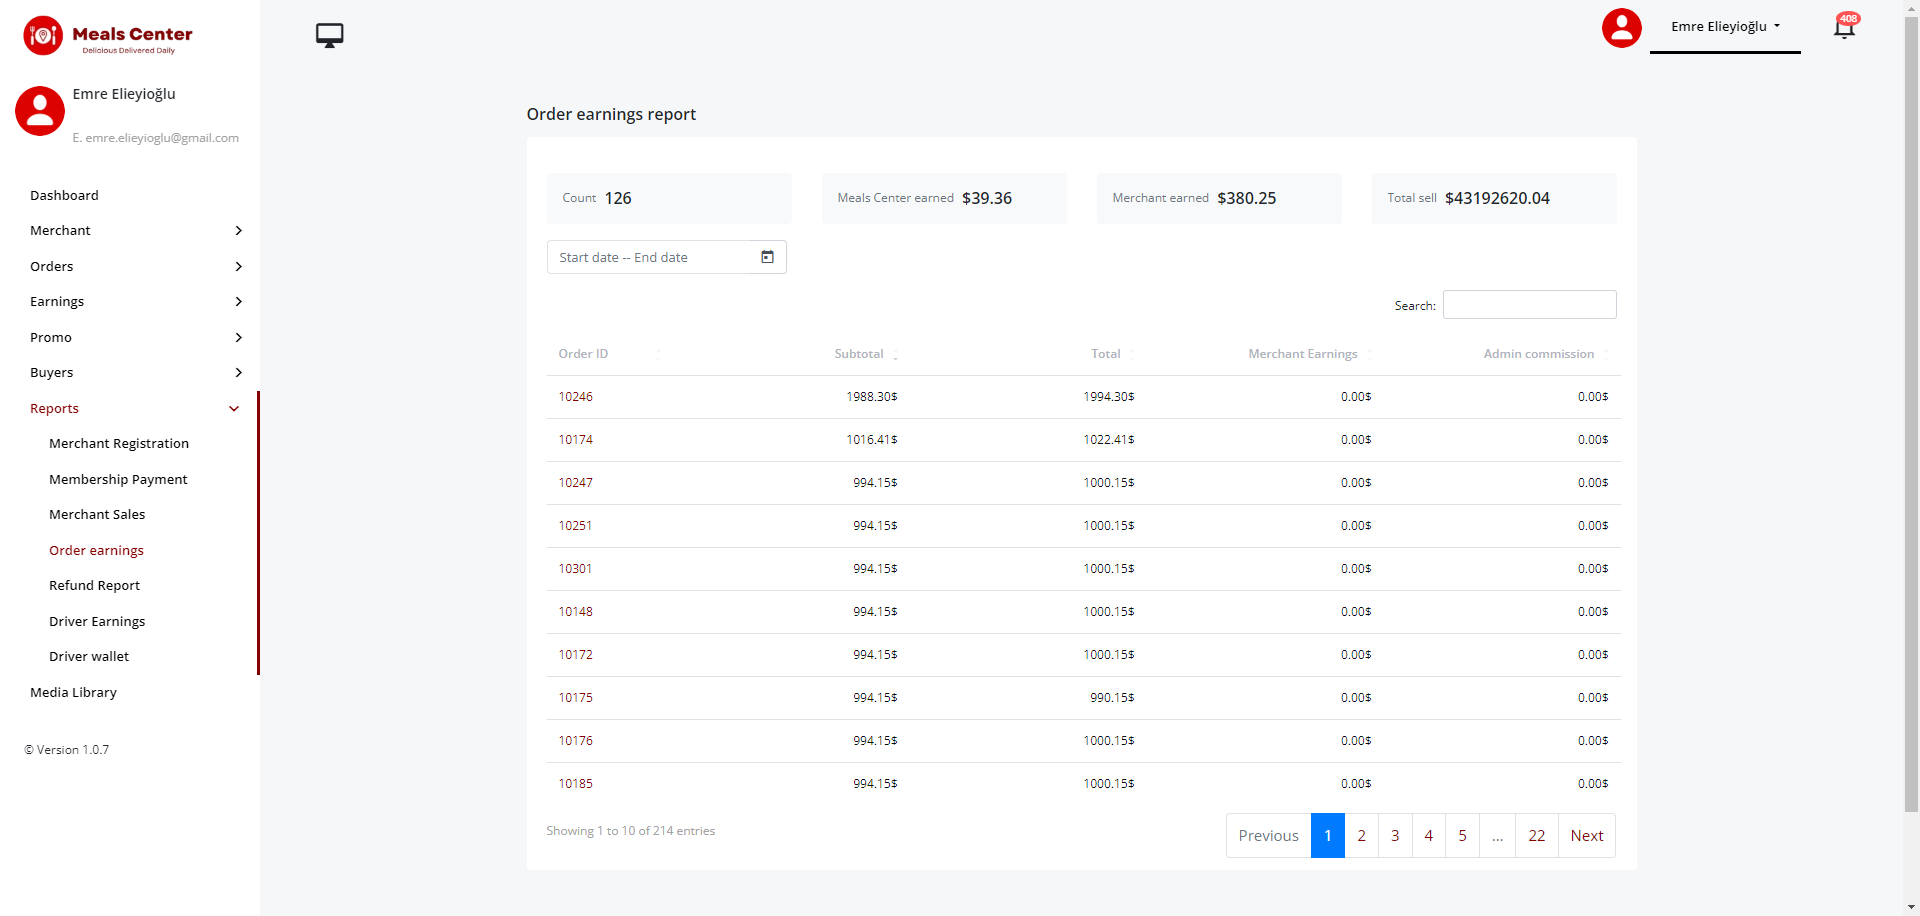 Meals Center
Delicious Delivered Daily
Emre Elieyioğlu
E. emre.elieyioglu@gmail.com
Dashboard
Merchant
Orders
Earnings
Promo
Buyers
Reports
Merchant Registration
Membership Payment
Merchant Sales
Order earnings
Refund Report
Driver Earnings
Driver wallet
Media Library
© Version 1.0.7
Emre Elieyioğlu
408
Order earnings report
Count 126
Meals Center earned $39.36
Merchant earned $380.25
Total sell $43192620.04
Start date -- End date
Search:
Order ID Subtotal Total Merchant Earnings Admin commission
10246 1988.30$ 1994.30$ 0.00$ 0.00$
10174 1016.41$ 1022.41$ 0.00$ 0.00$
10247 994.15$ 1000.15$ 0.00$ 0.00$
10251 994.15$ 1000.15$ 0.00$ 0.00$
10301 994.15$ 1000.15$ 0.00$ 0.00$
10148 994.15$ 1000.15$ 0.00$ 0.00$
10172 994.15$ 1000.15$ 0.00$ 0.00$
10175 994.15$ 990.15$ 0.00$ 0.00$
10176 994.15$ 1000.15$ 0.00$ 0.00$
10185 994.15$ 1000.15$ 0.00$ 0.00$
Showing 1 to 10 of 214 entries
Previous 1 2 3 4 5 ... 22 Next